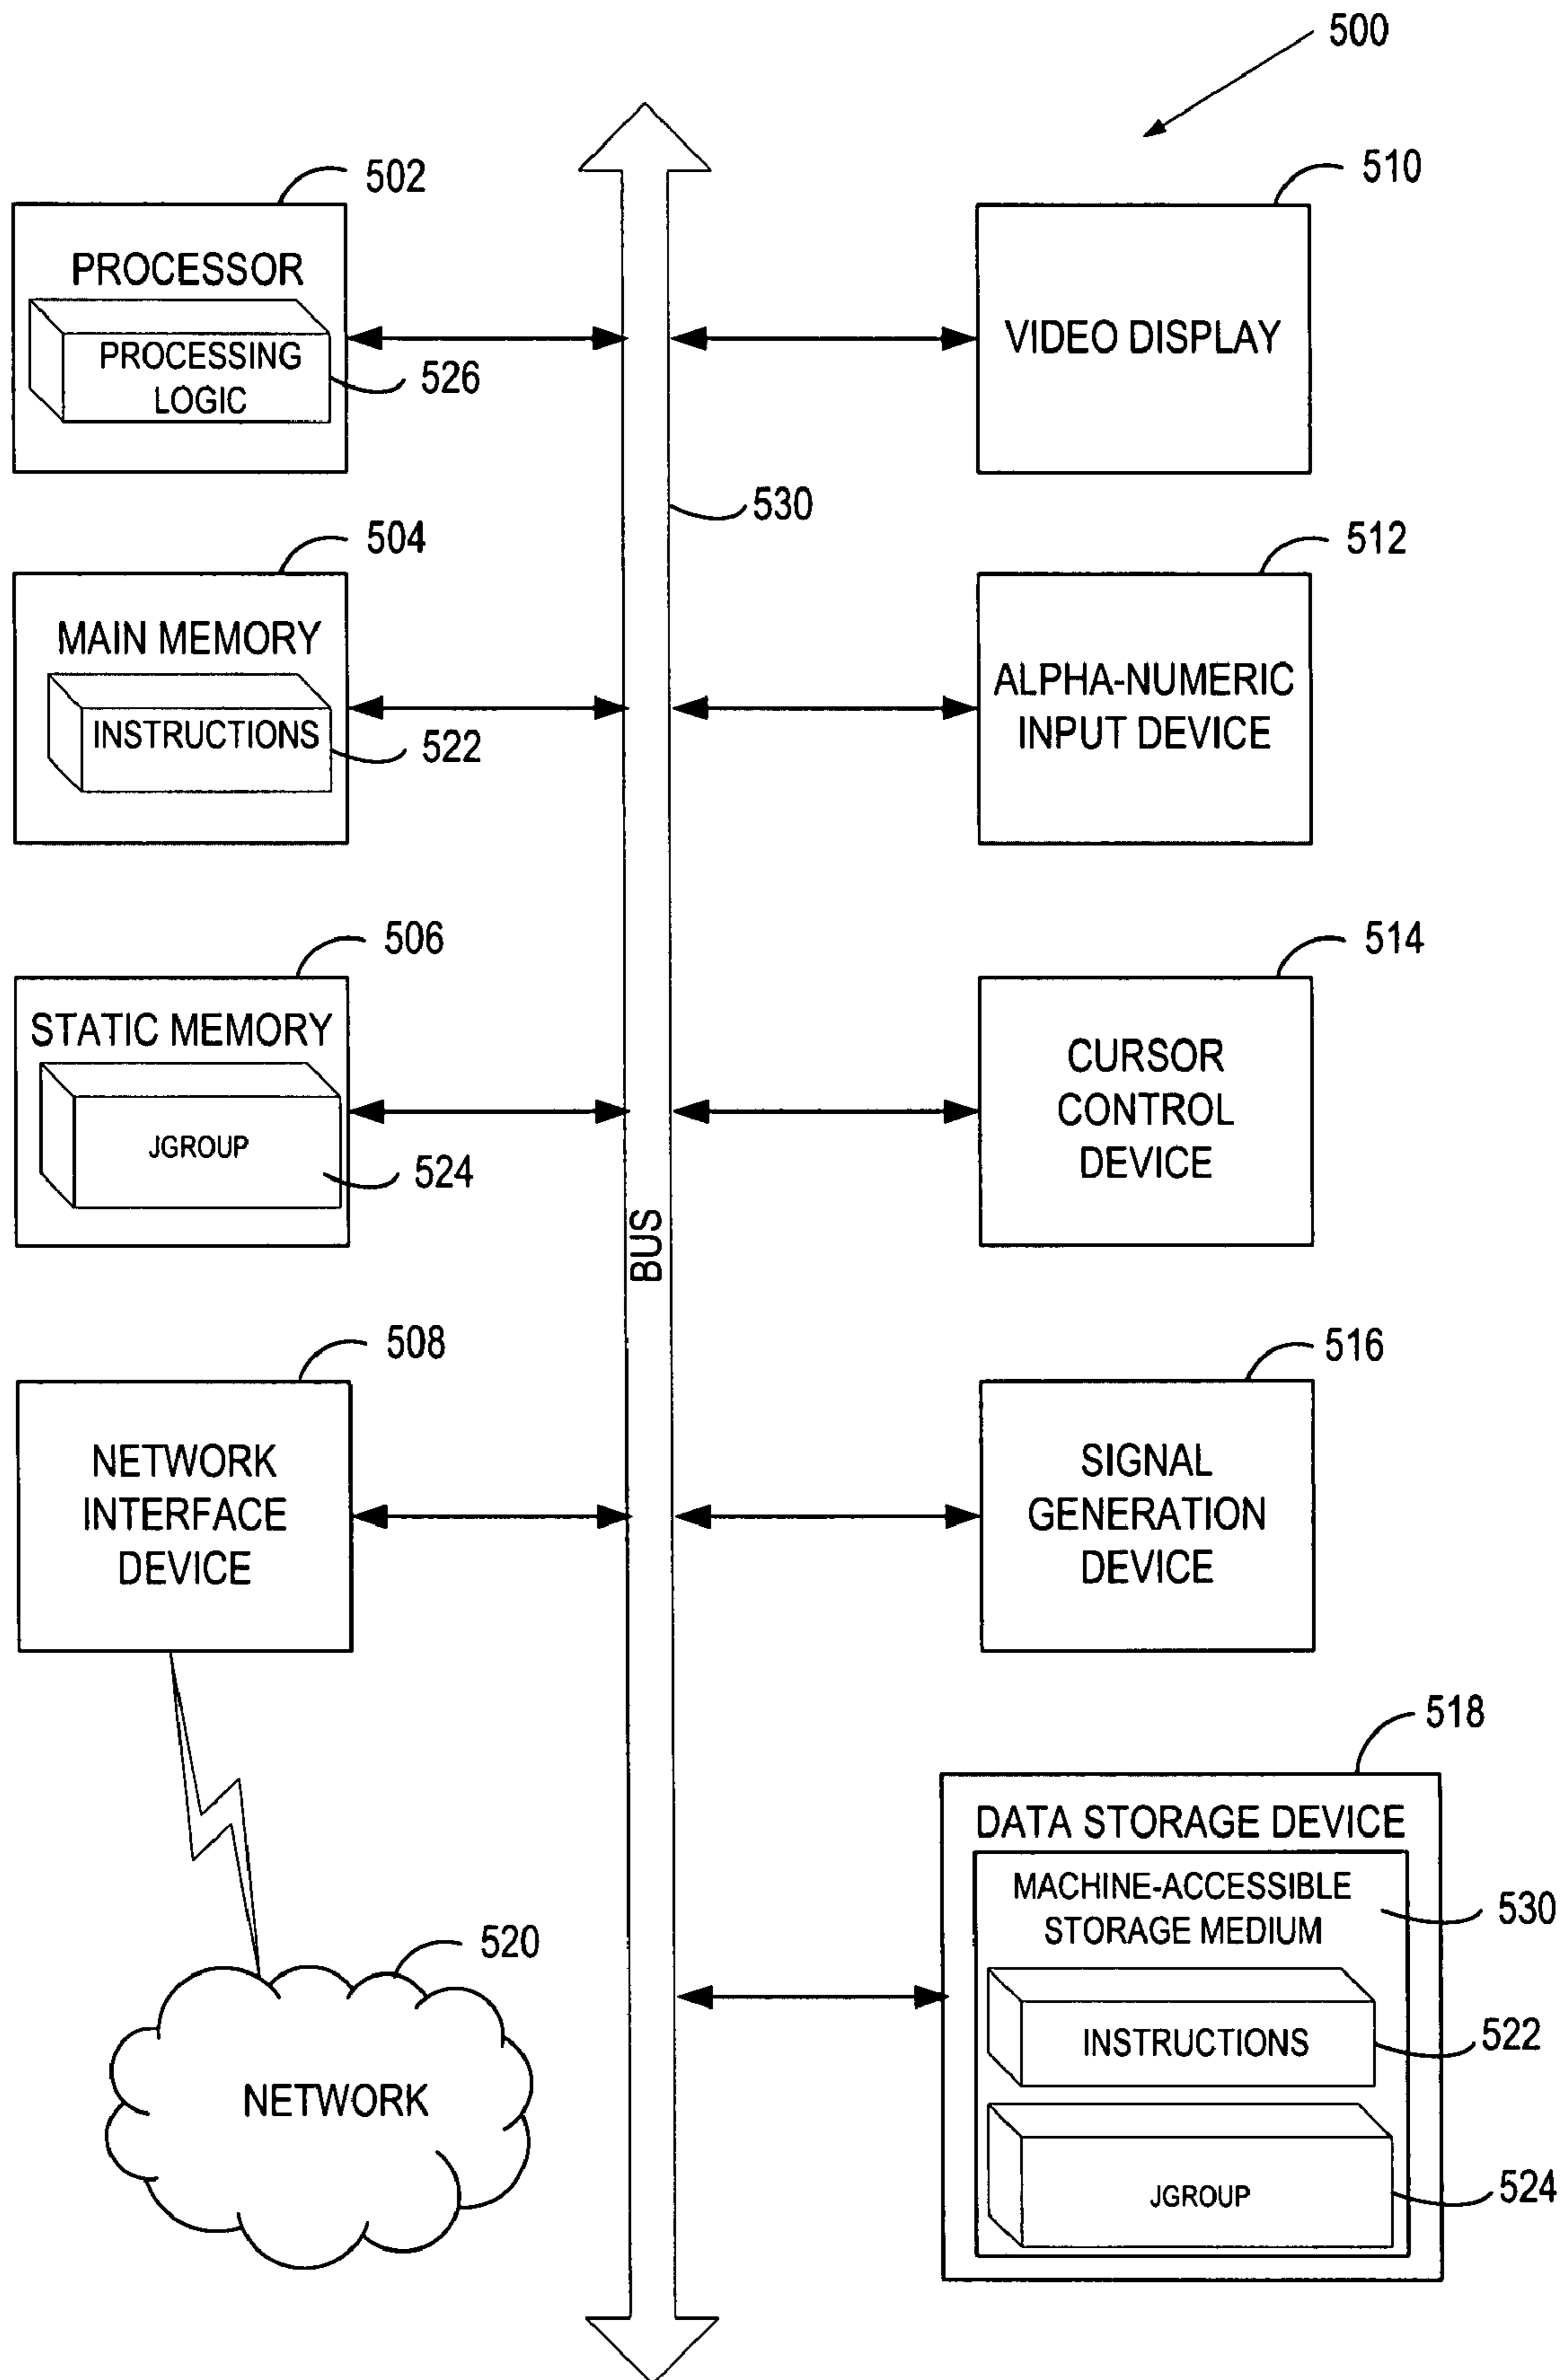 500
502
PROCESSOR
PROCESSING
LOGIC
526
510
VIDEO DISPLAY
530
504
MAIN MEMORY
INSTRUCTIONS
522
512
ALPHA-NUMERIC
INPUT DEVICE
506
STATIC MEMORY
JGROUP
524
514
CURSOR
CONTROL
DEVICE
BUS
508
NETWORK
INTERFACE
DEVICE
516
SIGNAL
GENERATION
DEVICE
518
DATA STORAGE DEVICE
MACHINE-ACCESSIBLE
STORAGE MEDIUM
530
INSTRUCTIONS
522
JGROUP
524
520
NETWORK